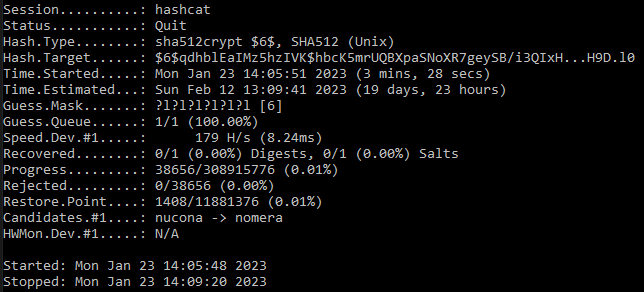 Session..........: hashcat
Status...........: Quit
Hash.Type........: sha512crypt $6$, SHA512 (Unix)
Hash.Target......: $6$qdhblEaIMz5hzIVK$hbcK5mrUQBXpaSNoXR7geySB/i3QIxH...H9D.l0
Time.Started.....: Mon Jan 23 14:05:51 2023 (3 mins, 28 secs)
Time.Estimated...: Sun Feb 12 13:09:41 2023 (19 days, 23 hours)
Guess.Mask.......: ?l?l?l?l?l?l [6]
Guess.Queue......: 1/1 (100.00%)
Speed.Dev.#1.....: 179 H/s (8.24ms)
Recovered........: 0/1 (0.00%) Digests, 0/1 (0.00%) Salts
Progress.........: 38656/308915776 (0.01%)
Rejected.........: 0/38656 (0.00%)
Restore.Point....: 1408/11881376 (0.01%)
Candidates.#1....: nucona -> nomera
HWMon.Dev.#1.....: N/A
Started: Mon Jan 23 14:05:48 2023
Stopped: Mon Jan 23 14:09:20 2023